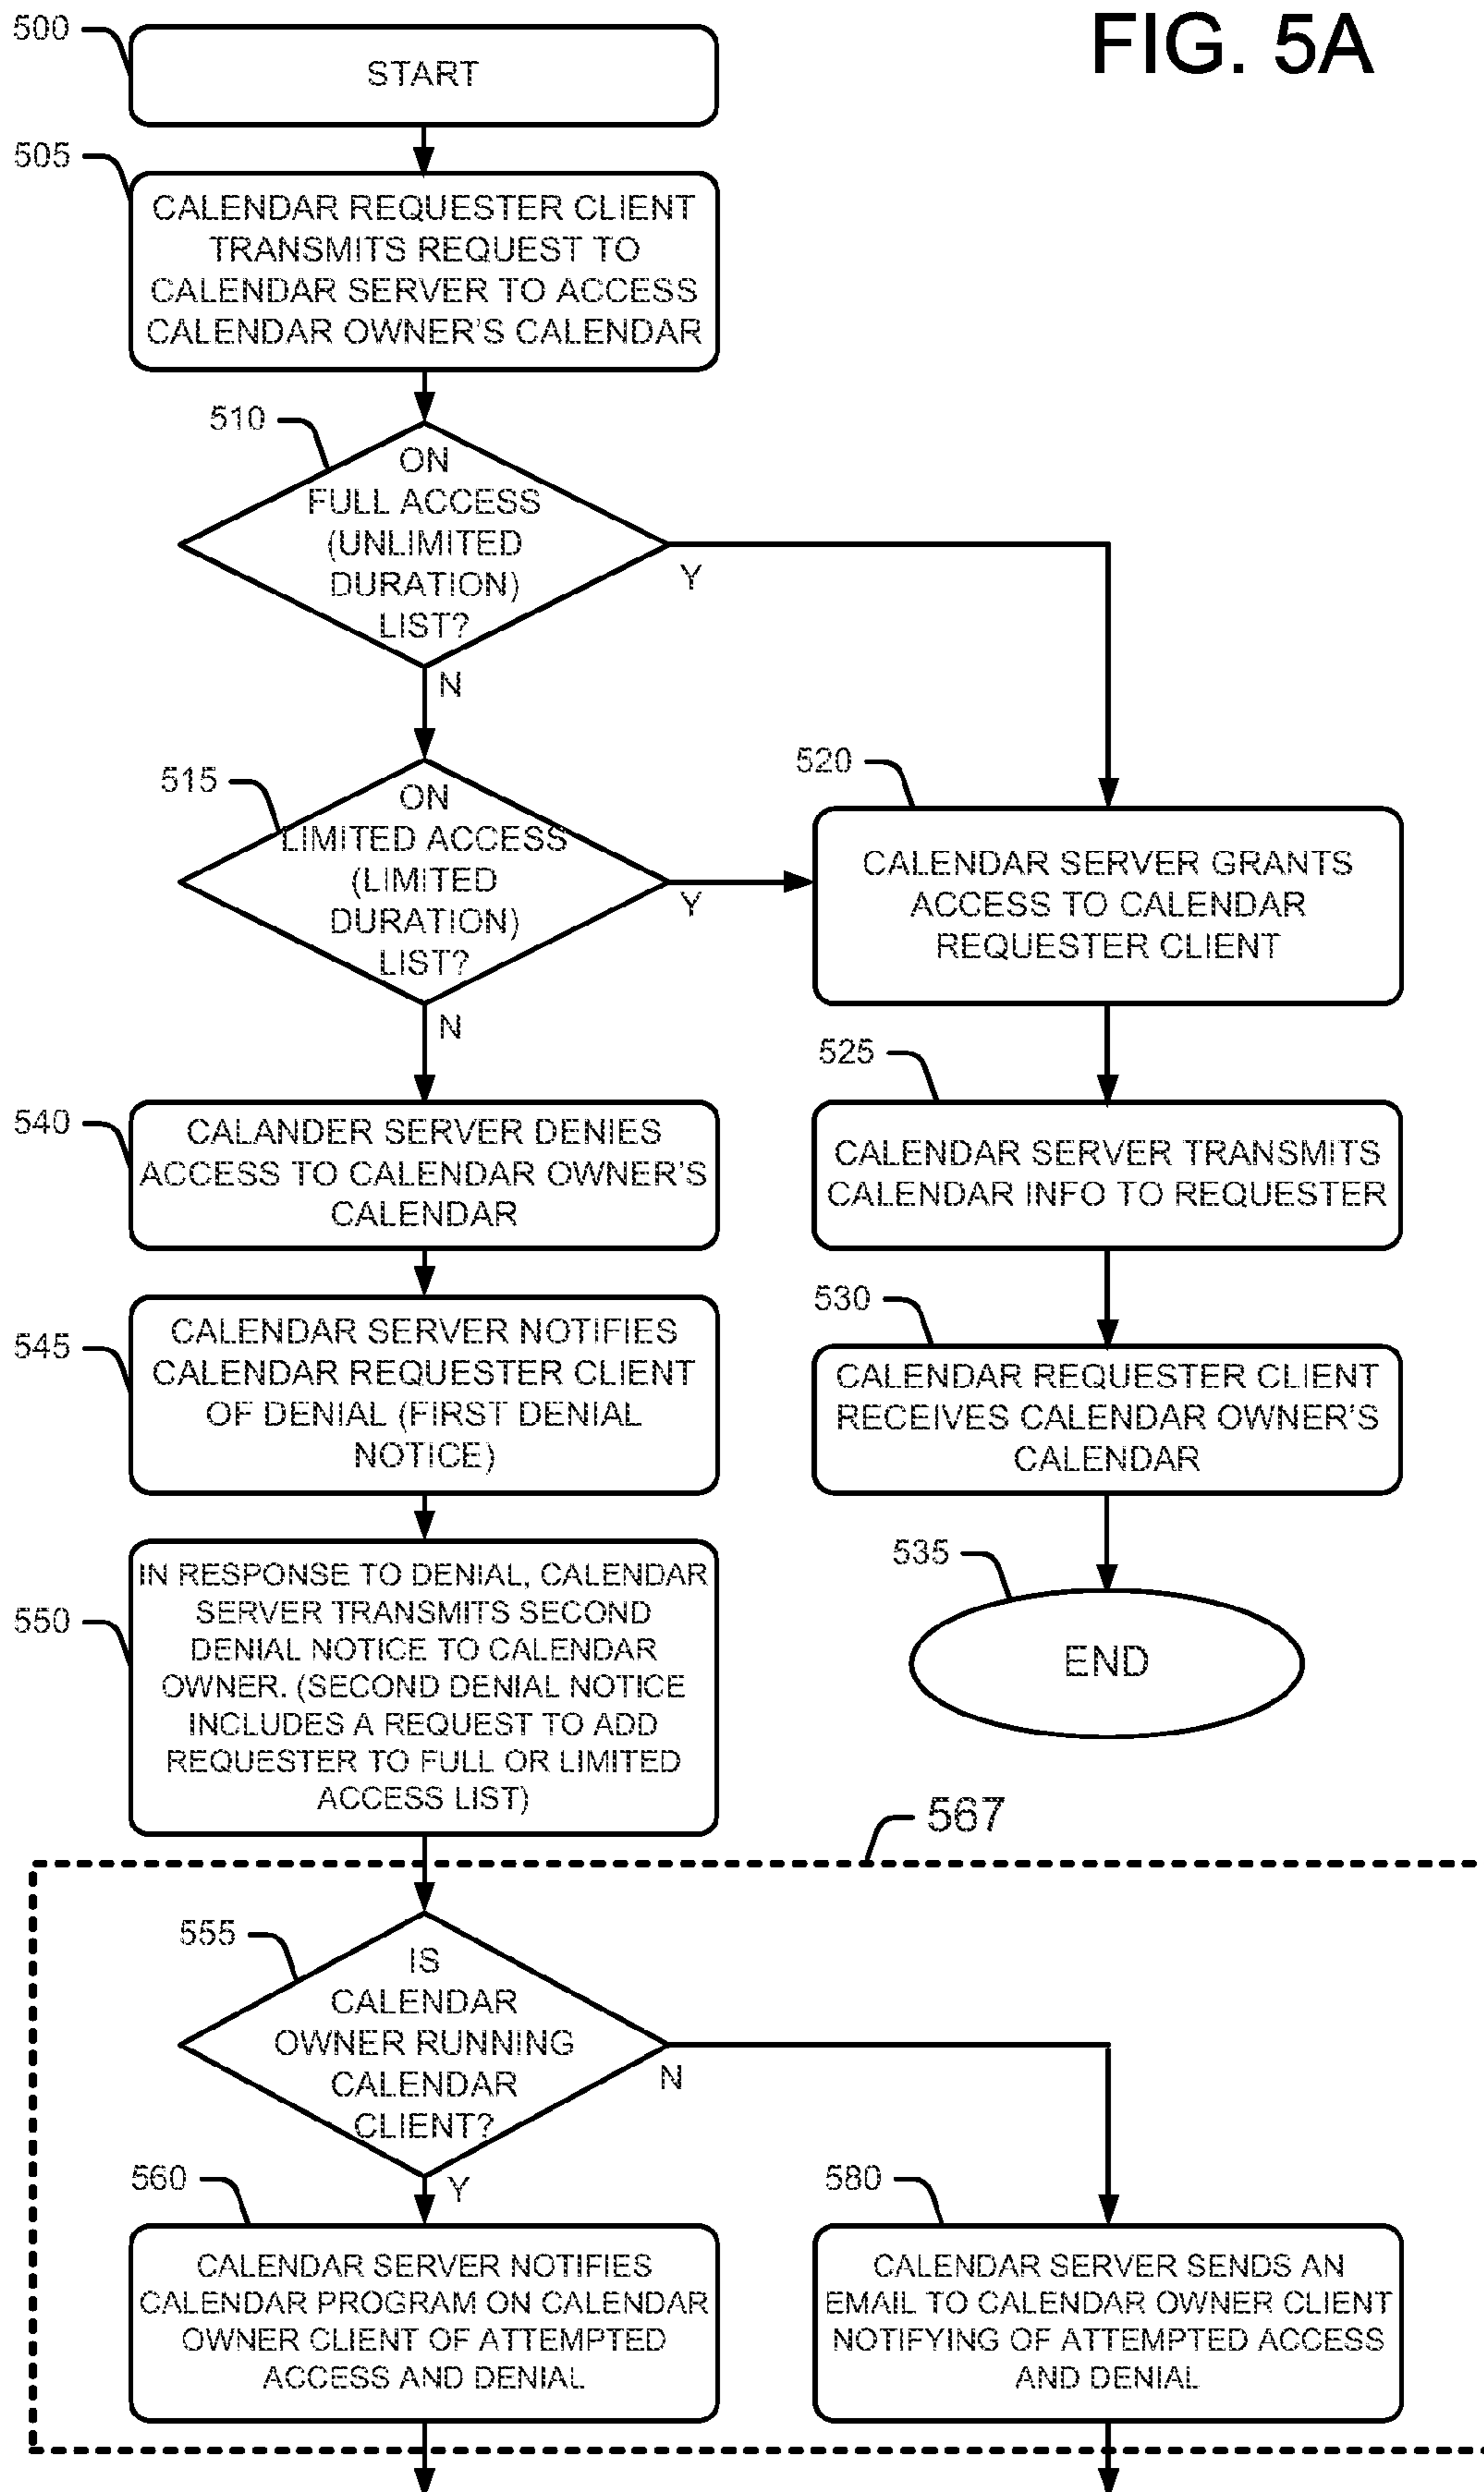 FIG. 5A
500
START
505
CALENDAR REQUESTER CLIENT
TRANSMITS REQUEST TO
CALENDAR SERVER TO ACCESS
CALENDAR OWNER'S CALENDAR
510
ON
FULL ACCESS
(UNLIMITED
DURATION)
LIST?
Y
N
515
ON
LIMITED ACCESS
(LIMITED
DURATION)
LIST?
Y
N
520
CALENDAR SERVER GRANTS
ACCESS TO CALENDAR
REQUESTER CLIENT
525
CALENDAR SERVER TRANSMITS
CALENDAR INFO TO REQUESTER
530
CALENDAR REQUESTER CLIENT
RECEIVES CALENDAR OWNER'S
CALENDAR
535
END
540
CALANDER SERVER DENIES
ACCESS TO CALENDAR OWNER'S
CALENDAR
545
CALENDAR SERVER NOTIFIES
CALENDAR REQUESTER CLIENT
OF DENIAL (FIRST DENIAL
NOTICE)
550
IN RESPONSE TO DENIAL, CALENDAR
SERVER TRANSMITS SECOND
DENIAL NOTICE TO CALENDAR
OWNER. (SECOND DENIAL NOTICE
INCLUDES A REQUEST TO ADD
REQUESTER TO FULL OR LIMITED
ACCESS LIST)
567
555
IS
CALENDAR
OWNER RUNNING
CALENDAR
CLIENT?
N
Y
560
CALENDAR SERVER NOTIFIES
CALENDAR PROGRAM ON CALENDAR
OWNER CLIENT OF ATTEMPTED
ACCESS AND DENIAL
580
CALENDAR SERVER SENDS AN
EMAIL TO CALENDAR OWNER CLIENT
NOTIFYING OF ATTEMPTED ACCESS
AND DENIAL